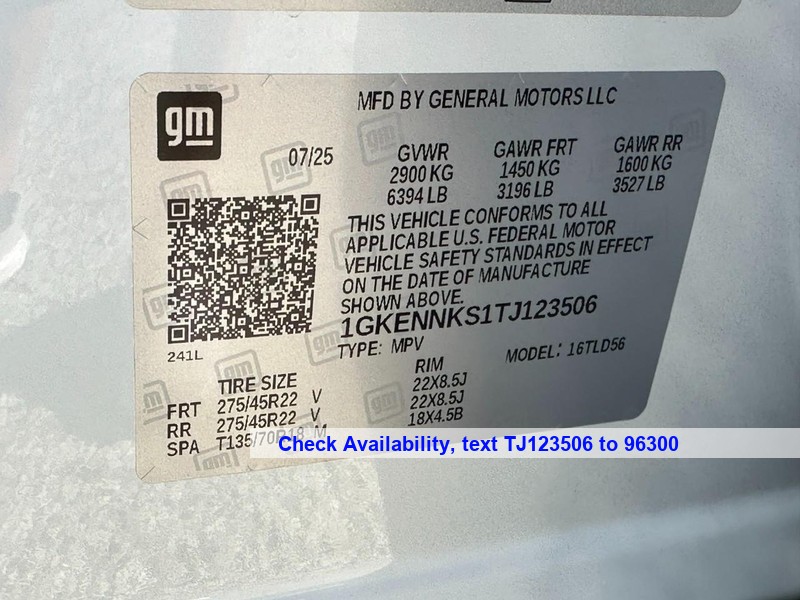 gm
MFD BY GENERAL MOTORS LLC
07/25
GVWR GAWR FRT GAWR RR
2900 KG 1450 KG 1600 KG
6394 LB 3196 LB 3527 LB
THIS VEHICLE CONFORMS TO ALL
APPLICABLE U.S. FEDERAL MOTOR
VEHICLE SAFETY STANDARDS IN EFFECT
ON THE DATE OF MANUFACTURE
SHOWN ABOVE.
1GKENNKS1TJ123506
TYPE: MPV MODEL: 16TLD56
241L
TIRE SIZE RIM
FRT 275/45R22 V 22X8.5J
RR 275/45R22 V 22X8.5J
SPA T135/70R18 M 18X4.5B
Check Availability, text TJ123506 to 96300